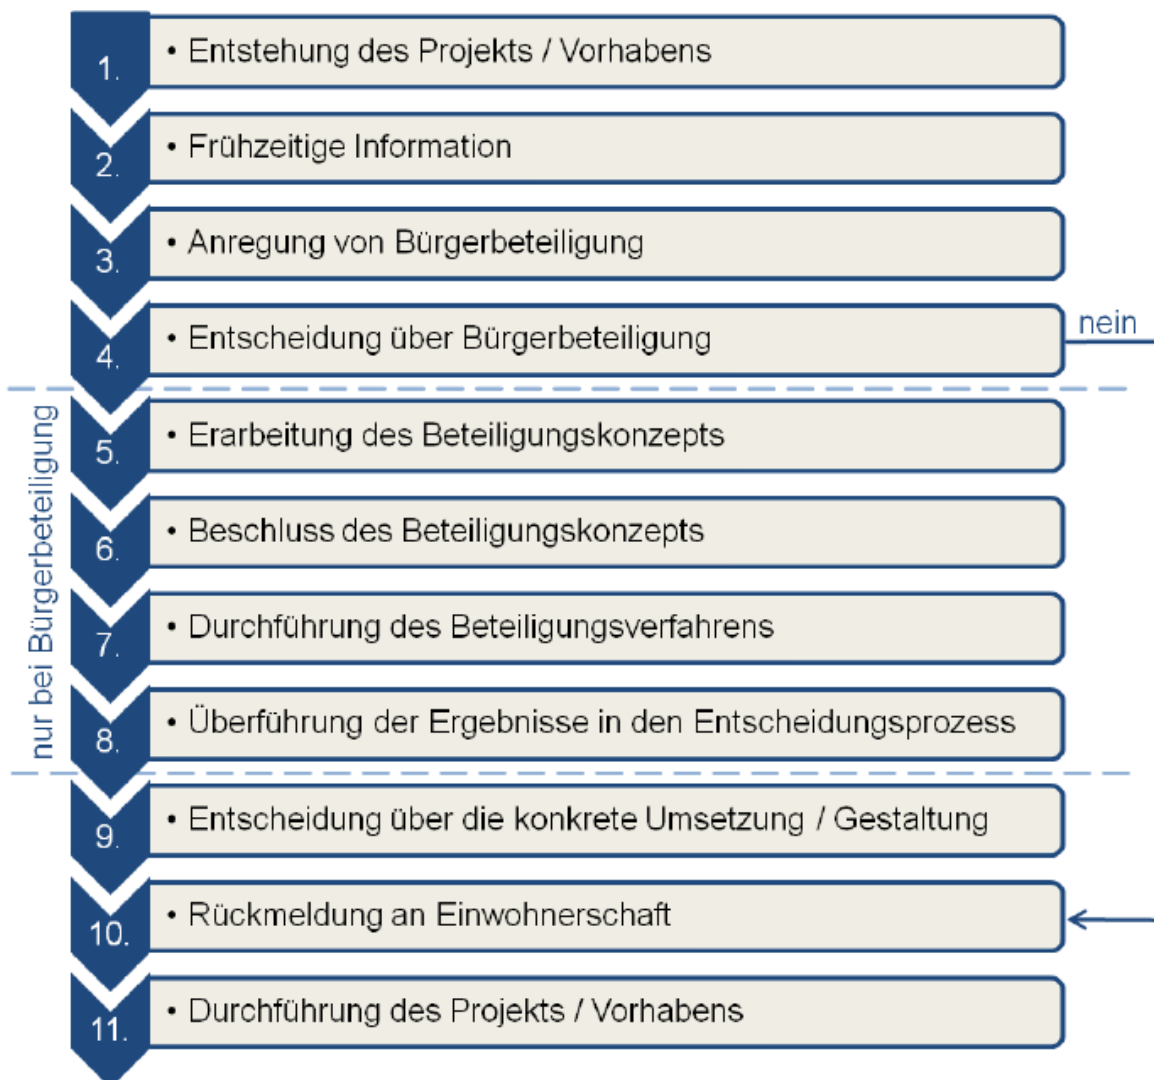 1. • Entstehung des Projekts / Vorhabens
2. • Frühzeitige Information
3. • Anregung von Bürgerbeteiligung
4. • Entscheidung über Bürgerbeteiligung
nein
nur bei Bürgerbeteiligung
5. • Erarbeitung des Beteiligungskonzepts
6. • Beschluss des Beteiligungskonzepts
7. • Durchführung des Beteiligungsverfahrens
8. • Überführung der Ergebnisse in den Entscheidungsprozess
9. • Entscheidung über die konkrete Umsetzung / Gestaltung
10. • Rückmeldung an Einwohnerschaft
11. • Durchführung des Projekts / Vorhabens